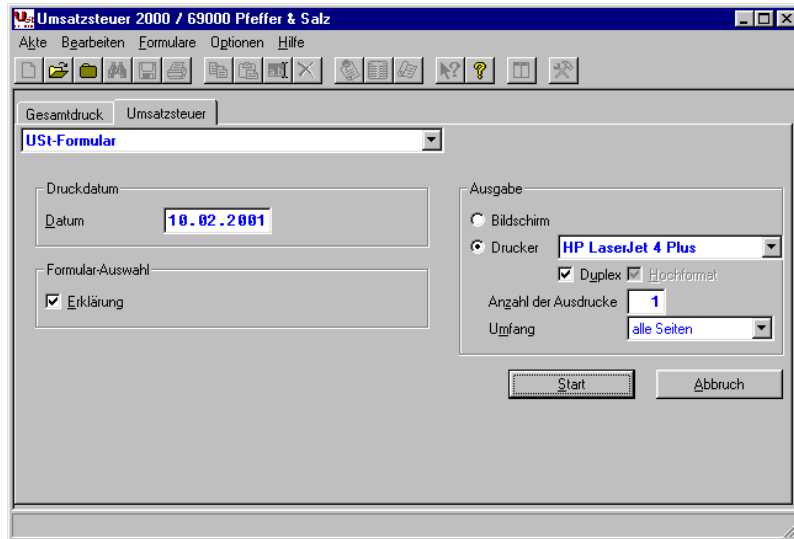 Umsatzsteuer 2000 / 69000 Pfeffer & Salz
Akte Bearbeiten Formulare Optionen Hilfe
Gesamtdruck Umsatzsteuer
USt-Formular
Druckdatum
Datum 10.02.2001
Formular-Auswahl
Erklärung
Ausgabe
Bildschirm
Drucker HP LaserJet 4 Plus
Duplex Hochformat
Anzahl der Ausdrucke 1
Umfang alle Seiten
Start Abbruch